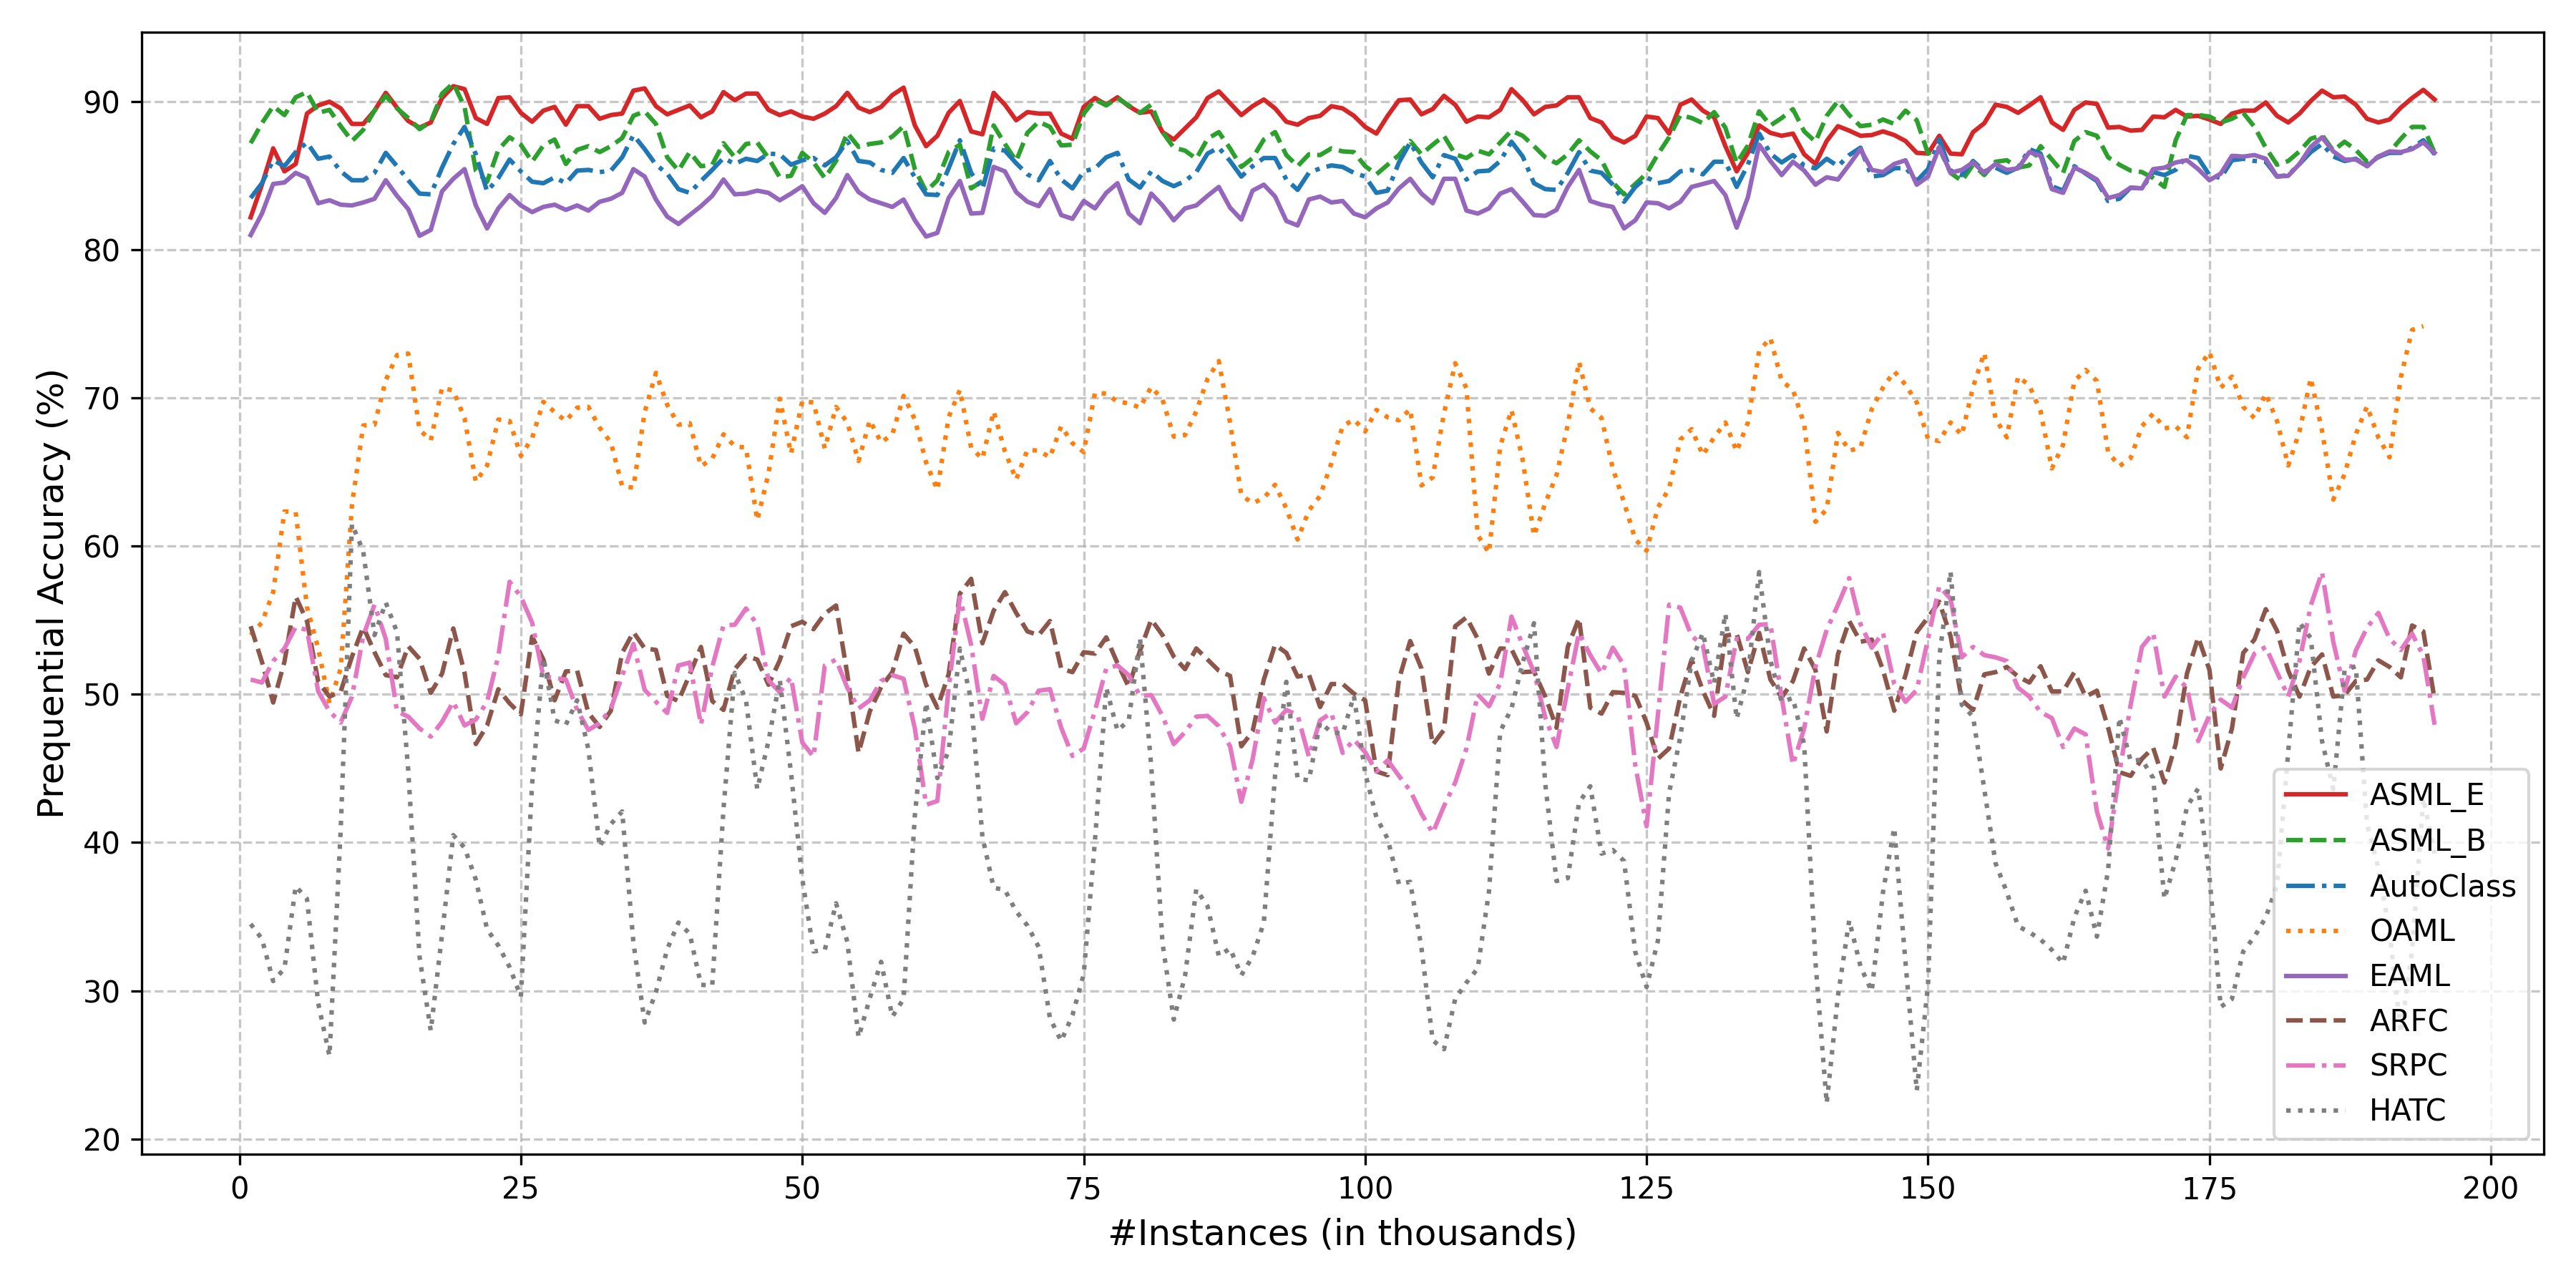 90
80
70
60
50
40
30
20
Prequential Accuracy (%)
0 25 50 75 100 125 150 175 200
#Instances (in thousands)
ASML_E
ASML_B
AutoClass
OAML
EAML
ARFC
SRPC
HATC